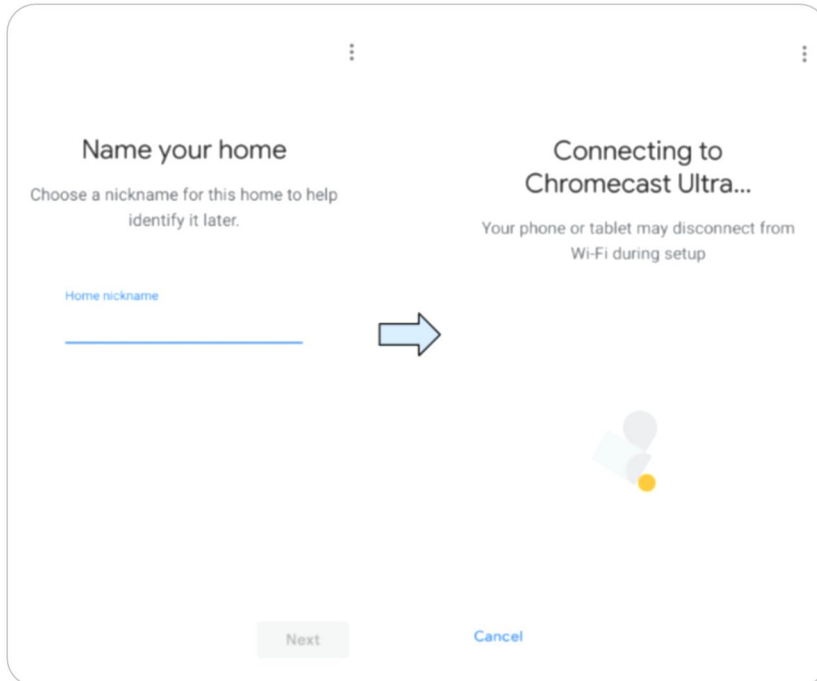 Name your home
Choose a nickname for this home to help
identify it later.
Home nickname
Next
Connecting to
Chromecast Ultra...
Your phone or tablet may disconnect from
Wi-Fi during setup
Cancel